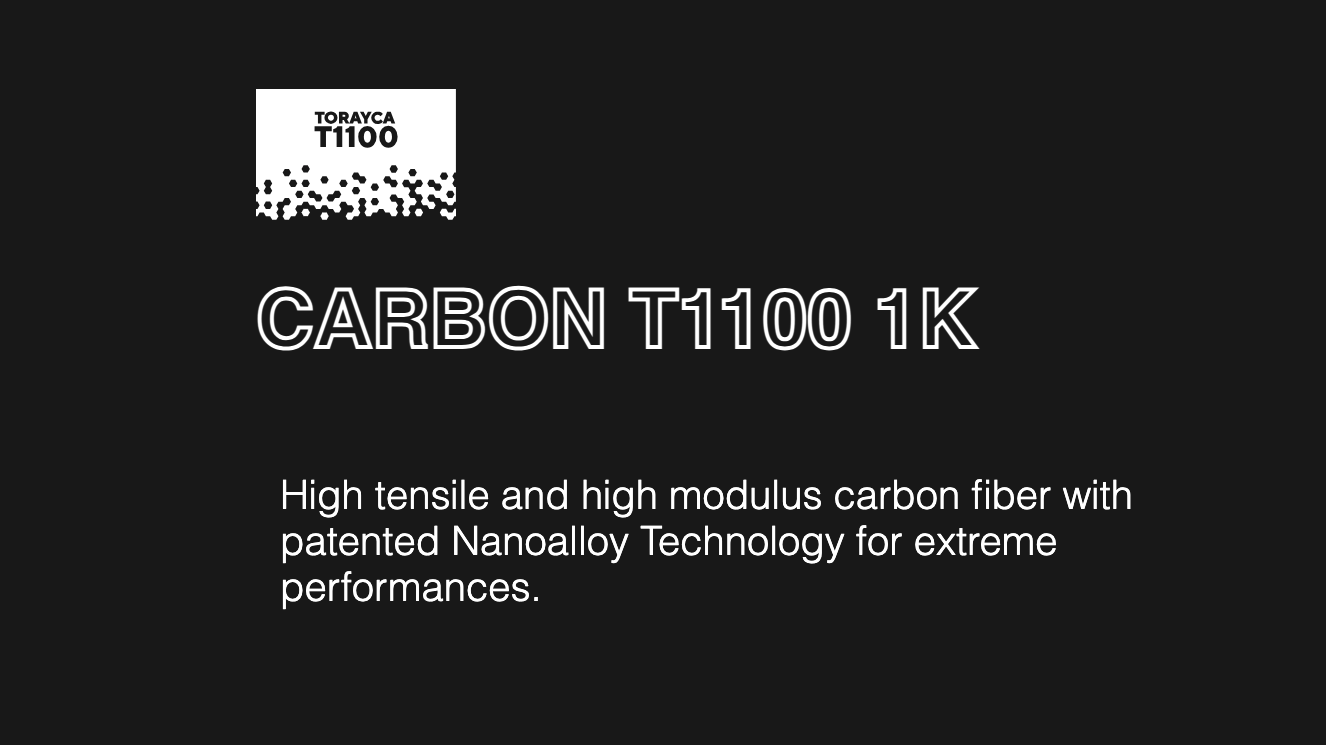 TORAYCA
T1100
CARBON T1100 1K
High tensile and high modulus carbon fiber with
patented Nanoalloy Technology for extreme
performances.